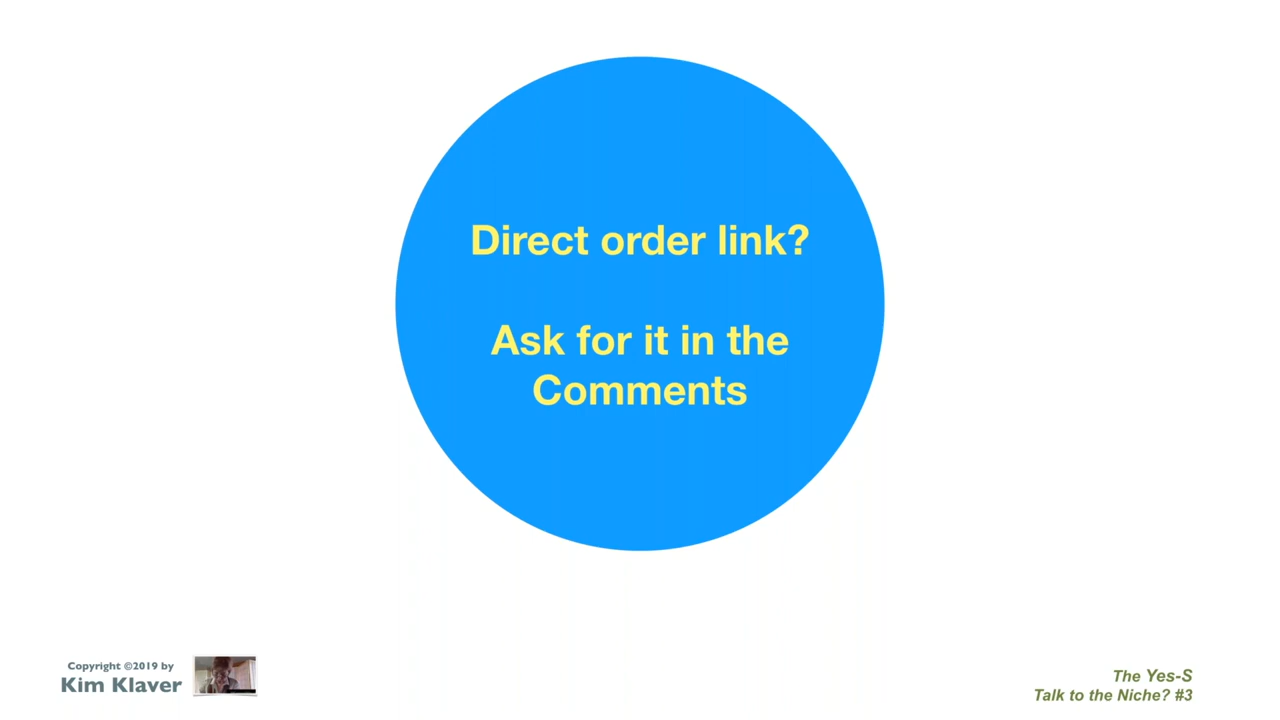 Direct order link?
Ask for it in the
Comments
Copyright ©2019 by
Kim Klaver
The Yes-S
Talk to the Niche? #3